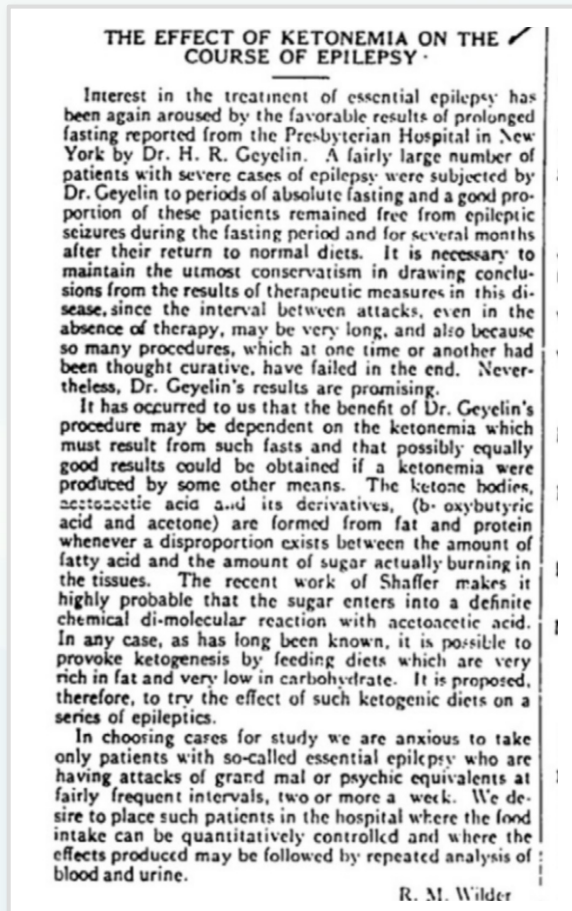 THE EFFECT OF KETONEMIA ON THE
COURSE OF EPILEPSY
Interest in the treatment of essential epilepsy has
been again aroused by the favorable results of prolonged
fasting reported from the Presbyterian Hospital in New
York by Dr. H. R. Geyelin. A fairly large number of
patients with severe cases of epilepsy were subjected by
Dr. Geyelin to periods of absolute fasting and a good pro-
portion of these patients remained free from epileptic
seizures during the fasting period and for several months
after their return to normal diets. It is necessary to
maintain the utmost conservatism in drawing conclu-
sions from the results of therapeutic measures in this di-
sease, since the interval between attacks, even in the
absence of therapy, may be very long, and also because
so many procedures, which at one time or another had
been thought curative, have failed in the end. Never-
theless, Dr. Geyelin's results are promising.
It has occurred to us that the benefit of Dr. Geyelin's
procedure may be dependent on the ketonemia which
must result from such fasts and that possibly equally
good results could be obtained if a ketonemia were
produced by some other means. The ketone bodies,
acetoacetic acid and its derivatives, (b- oxybutyric
acid and acetone) are formed from fat and protein
whenever a disproportion exists between the amount of
fatty acid and the amount of sugar actually burning in
the tissues. The recent work of Shaffer makes it
highly probable that the sugar enters into a definite
chemical di-molecular reaction with acetoacetic acid.
In any case, as has long been known, it is possible to
provoke ketogenesis by feeding diets which are very
rich in fat and very low in carbohydrate. It is proposed,
therefore, to try the effect of such ketogenic diets on a
series of epileptics.
In choosing cases for study we are anxious to take
only patients with so-called essential epilepsy who are
having attacks of grand mal or psychic equivalents at
fairly frequent intervals, two or more a week. We de-
sire to place such patients in the hospital where the food
intake can be quantitatively controlled and where the
effects produced may be followed by repeated analysis of
blood and urine.
R. M. Wilder